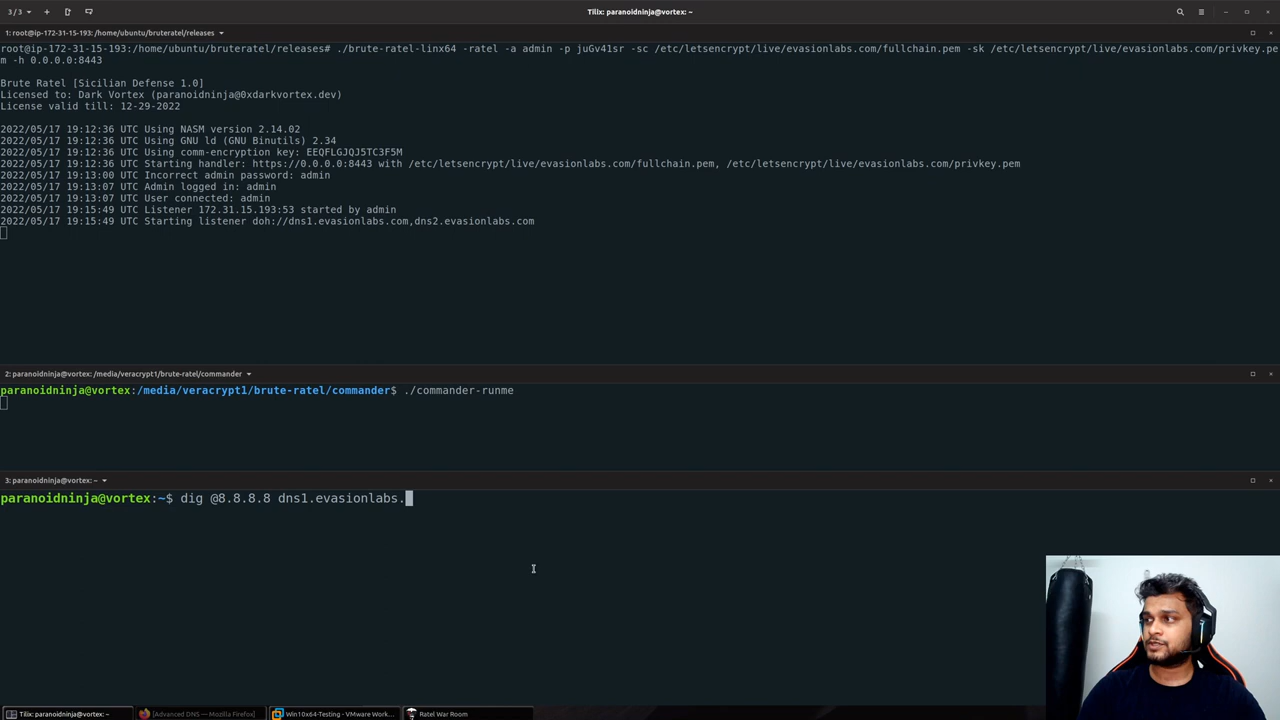 3 / 3
Tilix: paranoidninja@vortex: ~
1: root@ip-172-31-15-193:/home/ubuntu/bruteratel/releases
root@ip-172-31-15-193:/home/ubuntu/bruteratel/releases# ./brute-ratel-linx64 -ratel -a admin -p juGv41sr -sc /etc/letsencrypt/live/evasionlabs.com/fullchain.pem -sk /etc/letsencrypt/live/evasionlabs.com/privkey.pe
m -h 0.0.0.0:8443
Brute Ratel [Sicilian Defense 1.0]
Licensed to: Dark Vortex (paranoidninja@0xdarkvortex.dev)
License valid till: 12-29-2022
2022/05/17 19:12:36 UTC Using NASM version 2.14.02
2022/05/17 19:12:36 UTC Using GNU ld (GNU Binutils) 2.34
2022/05/17 19:12:36 UTC Using comm-encryption key: EEQFLGJQJ5TC3F5M
2022/05/17 19:12:36 UTC Starting handler: https://0.0.0.0:8443 with /etc/letsencrypt/live/evasionlabs.com/fullchain.pem, /etc/letsencrypt/live/evasionlabs.com/privkey.pem
2022/05/17 19:13:00 UTC Incorrect admin password: admin
2022/05/17 19:13:07 UTC Admin logged in: admin
2022/05/17 19:13:07 UTC User connected: admin
2022/05/17 19:15:49 UTC Listener 172.31.15.193:53 started by admin
2022/05/17 19:15:49 UTC Starting listener doh://dns1.evasionlabs.com,dns2.evasionlabs.com
2: paranoidninja@vortex: /media/veracrypt1/brute-ratel/commander
paranoidninja@vortex:/media/veracrypt1/brute-ratel/commander$ ./commander-runme
3: paranoidninja@vortex: ~
paranoidninja@vortex:~$ dig @8.8.8.8 dns1.evasionlabs.
Tilix: paranoidninja@vortex: ~
[Advanced DNS — Mozilla Firefox]
Win10x64-Testing - VMware Work...
Ratel War Room